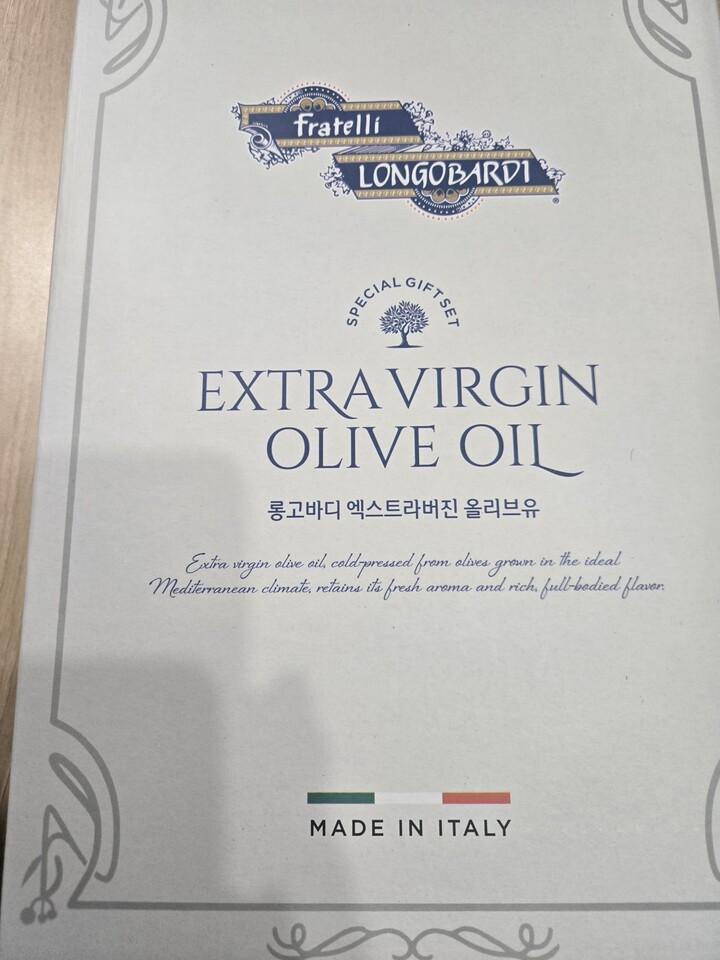 Fratelli
LONGOBARDI
®
SPECIAL GIFT SET
EXTRA VIRGIN
OLIVE OIL
롱고바디 엑스트라버진 올리브유
Extra virgin olive oil, cold-pressed from olives grown in the ideal
Mediterranean climate, retains its fresh aroma and rich, full-bodied flavor.
MADE IN ITALY